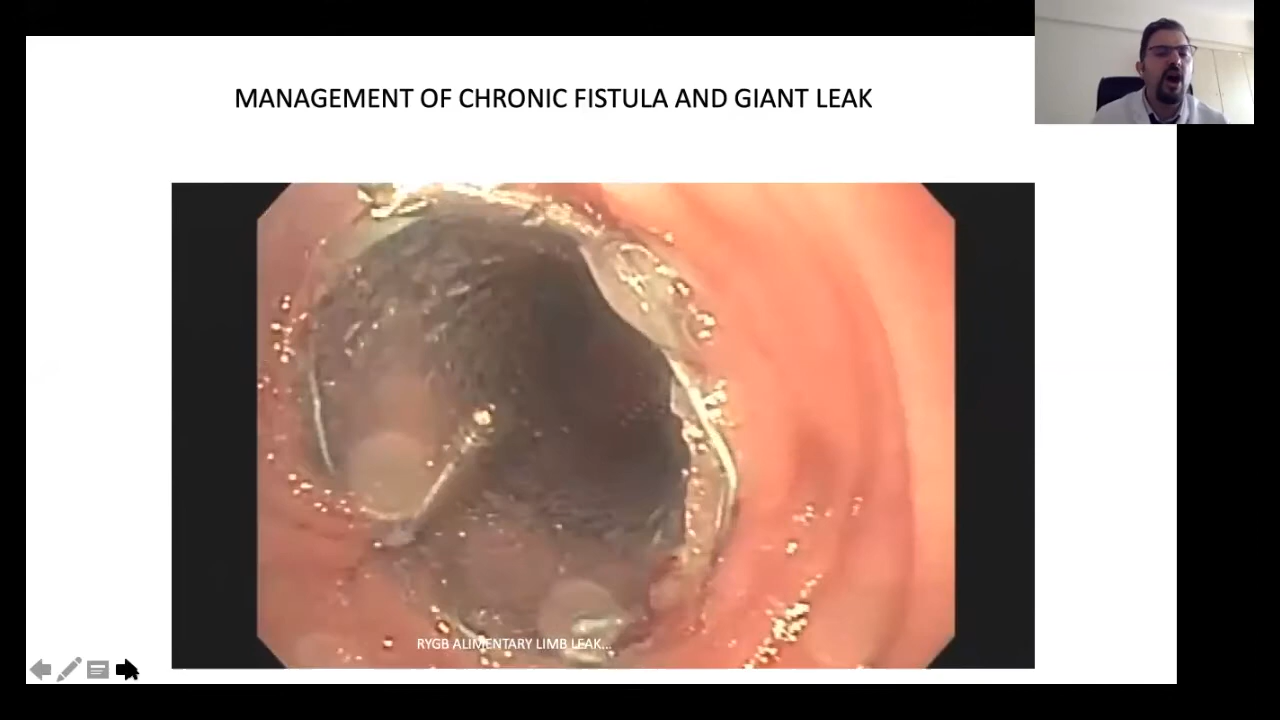 MANAGEMENT OF CHRONIC FISTULA AND GIANT LEAK
RYGB ALIMENTARY LIMB LEAK...